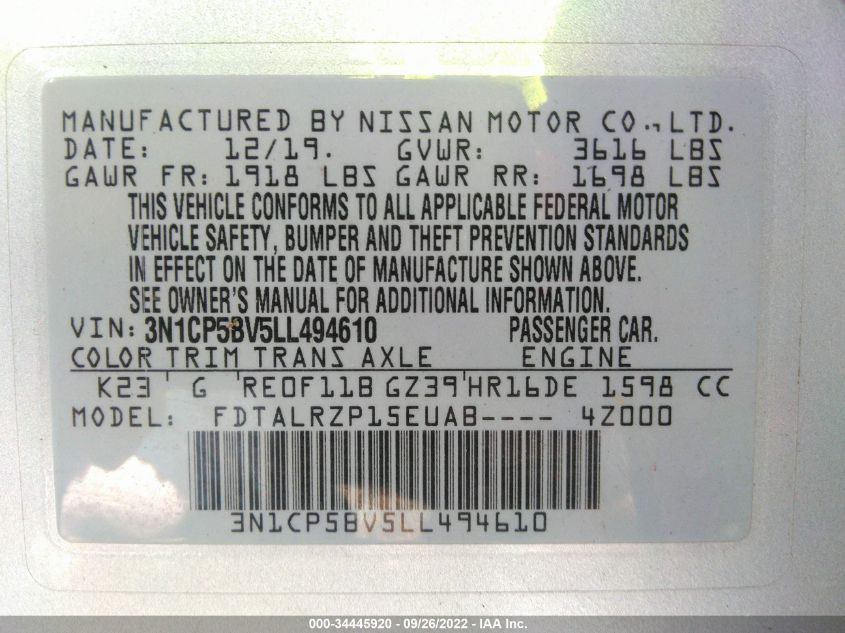 MANUFACTURED BY NISSAN MOTOR CO., LTD.
DATE: 12/19. GVWR: 3616 LBS
GAWR FR: 1918 LBS GAWR RR: 1698 LBS
THIS VEHICLE CONFORMS TO ALL APPLICABLE FEDERAL MOTOR
VEHICLE SAFETY, BUMPER AND THEFT PREVENTION STANDARDS
IN EFFECT ON THE DATE OF MANUFACTURE SHOWN ABOVE.
SEE OWNER'S MANUAL FOR ADDITIONAL INFORMATION.
VIN: 3N1CP5BV5LL494610 PASSENGER CAR.
COLOR TRIM TRANS AXLE ENGINE
K23 G RE0F11B GZ39 HR16DE 1598 CC
MODEL: FDTALRZP15EUAB---- 4Z000
3N1CP5BV5LL494610
000-34445920 - 09/26/2022 - IAA Inc.